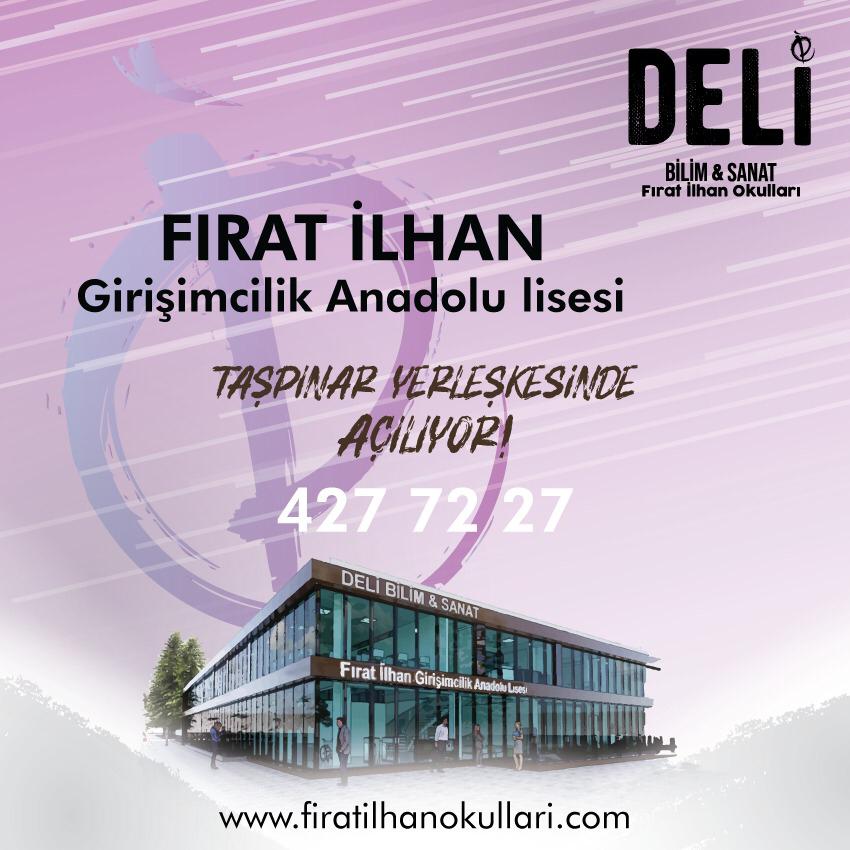 DELİ
BİLİM & SANAT
Fırat İlhan Okulları
FIRAT İLHAN
Girişimcilik Anadolu lisesi
TAŞPINAR YERLEŞKESİNDE
AÇILIYOR!
427 72 27
DELİ BİLİM & SANAT
Fırat İlhan Girişimcilik Anadolu Lisesi
www.firatilhanokullari.com